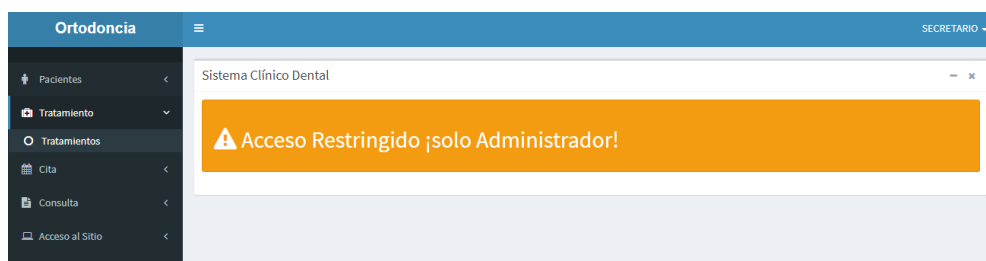 Ortodoncia
SECRETARIO
Pacientes
Tratamiento
Tratamientos
Cita
Consulta
Acceso al Sitio
Sistema Clínico Dental
Acceso Restringido ¡solo Administrador!